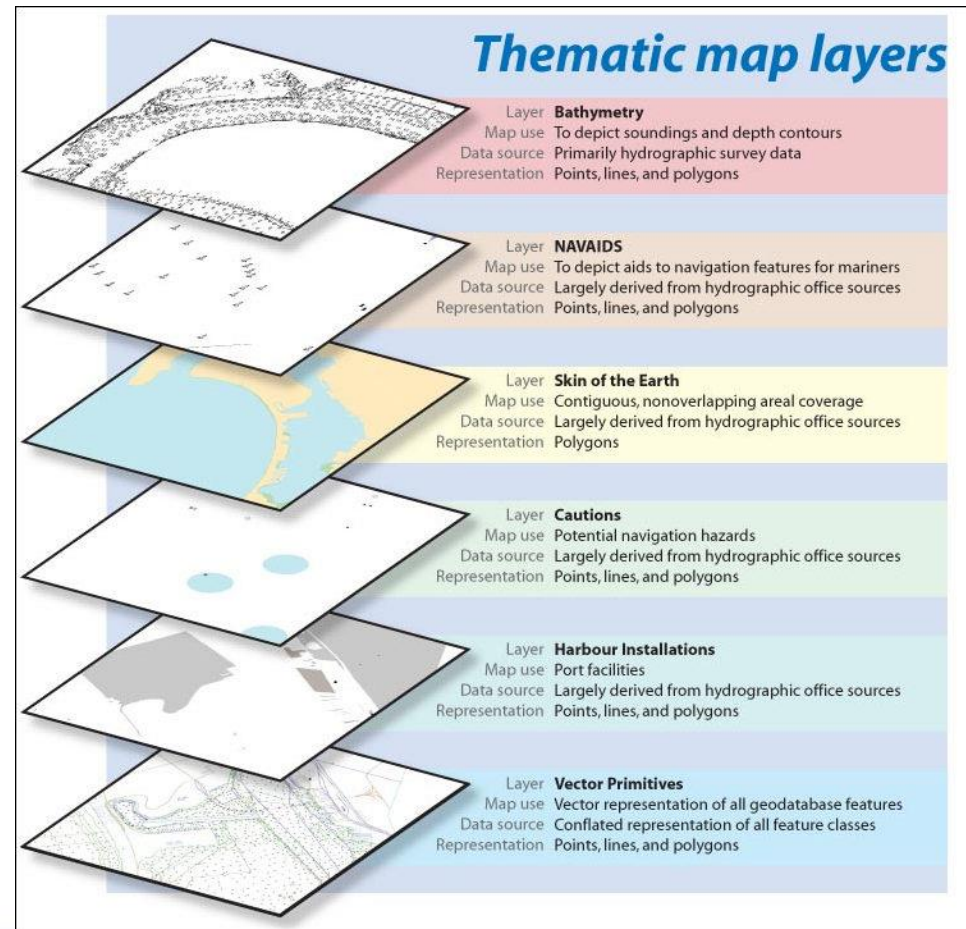 Thematic map layers
Layer Bathymetry
Map use To depict soundings and depth contours
Data source Primarily hydrographic survey data
Representation Points, lines, and polygons
Layer NAVAIDS
Map use To depict aids to navigation features for mariners
Data source Largely derived from hydrographic office sources
Representation Points, lines, and polygons
Layer Skin of the Earth
Map use Contiguous, nonoverlapping areal coverage
Data source Largely derived from hydrographic office sources
Representation Polygons
Layer Cautions
Map use Potential navigation hazards
Data source Largely derived from hydrographic office sources
Representation Points, lines, and polygons
Layer Harbour Installations
Map use Port facilities
Data source Largely derived from hydrographic office sources
Representation Points, lines, and polygons
Layer Vector Primitives
Map use Vector representation of all geodatabase features
Data source Conflated representation of all feature classes
Representation Points, lines, and polygons